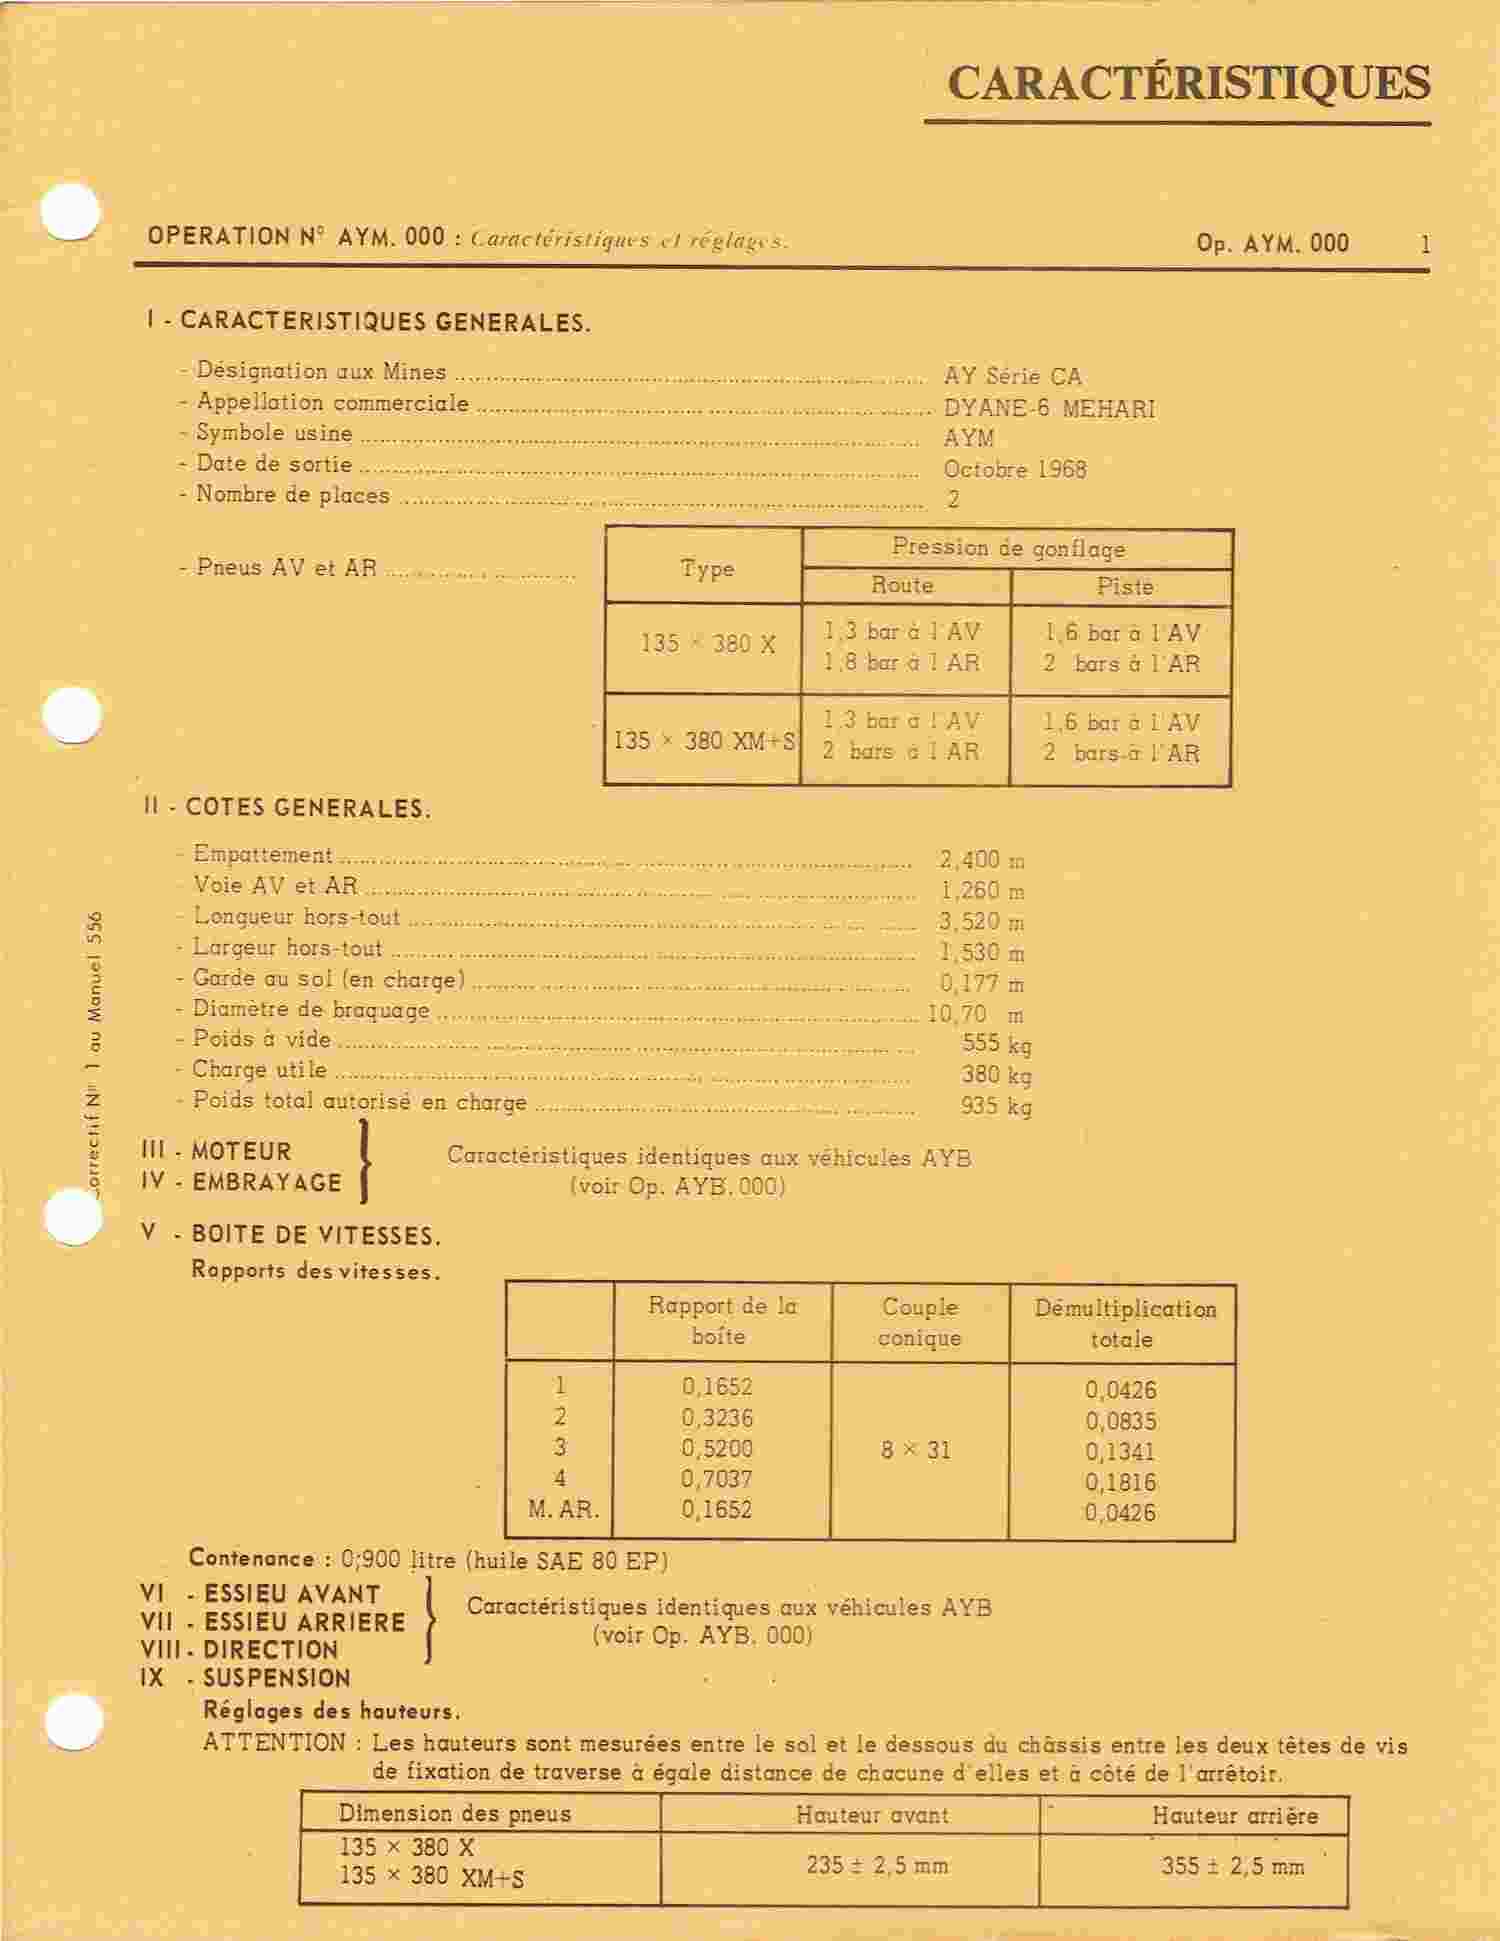 CARACTÉRISTIQUES
OPERATION Nº AYM. 000 : Caractéristiques et réglages.
Op. AYM. 000 1
I - CARACTERISTIQUES GENERALES.
- Désignation aux Mines ........ AY Série CA
- Appellation commerciale ........ DYANE-6 MEHARI
- Symbole usine ........ AYM
- Date de sortie ........ Octobre 1968
- Nombre de places ........ 2
- Pneus AV et AR ........
Type Pression de gonflage
Route Piste
135 × 380 X
1,3 bar à l'AV 1,6 bar à l'AV
1,8 bar à l'AR 2 bars à l'AR
135 × 380 XM+S
1,3 bar à l'AV 1,6 bar à l'AV
2 bars à l'AR 2 bars à l'AR
II - COTES GENERALES.
- Empattement ........ 2,400 m
- Voie AV et AR ........ 1,260 m
- Longueur hors-tout ........ 3,520 m
- Largeur hors-tout ........ 1,530 m
- Garde au sol (en charge) ........ 0,177 m
- Diamètre de braquage ........ 10,70 m
- Poids à vide ........ 555 kg
- Charge utile ........ 380 kg
- Poids total autorisé en charge ........ 935 kg
III - MOTEUR
IV - EMBRAYAGE
Caractéristiques identiques aux véhicules AYB
(voir Op. AYB. 000)
V - BOITE DE VITESSES.
Rapports des vitesses.
Rapport de la Couple Démultiplication
boîte conique totale
1 0,1652 0,0426
2 0,3236 0,0835
3 0,5200 8 × 31 0,1341
4 0,7037 0,1816
M. AR. 0,1652 0,0426
Contenance : 0,900 litre (huile SAE 80 EP)
VI - ESSIEU AVANT
VII - ESSIEU ARRIERE
VIII - DIRECTION
Caractéristiques identiques aux véhicules AYB
(voir Op. AYB. 000)
IX - SUSPENSION
Réglages des hauteurs.
ATTENTION : Les hauteurs sont mesurées entre le sol et le dessous du châssis entre les deux têtes de vis
de fixation de traverse à égale distance de chacune d'elles et à côté de l'arrêtoir.
Dimension des pneus Hauteur avant Hauteur arrière
135 × 380 X
135 × 380 XM+S
235 ± 2,5 mm 355 ± 2,5 mm
orrectif Nº 1 au Manuel 556